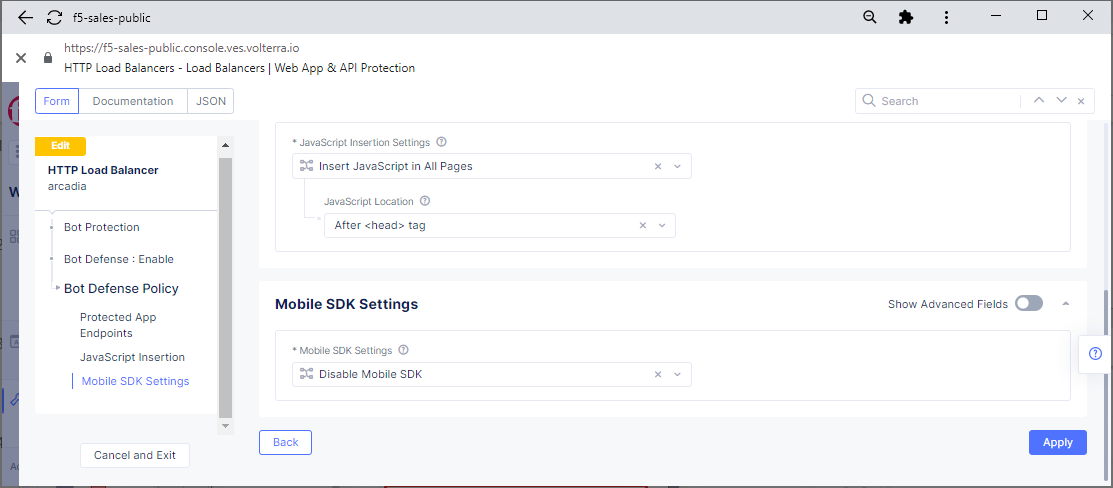 f5-sales-public
https://f5-sales-public.console.ves.volterra.io
HTTP Load Balancers - Load Balancers | Web App & API Protection
Form
Documentation
JSON
Search
Edit
HTTP Load Balancer
arcadia
Bot Protection
Bot Defense : Enable
Bot Defense Policy
Protected App
Endpoints
JavaScript Insertion
Mobile SDK Settings
Cancel and Exit
* JavaScript Insertion Settings
Insert JavaScript in All Pages
JavaScript Location
After <head> tag
Mobile SDK Settings
Show Advanced Fields
* Mobile SDK Settings
Disable Mobile SDK
Back
Apply